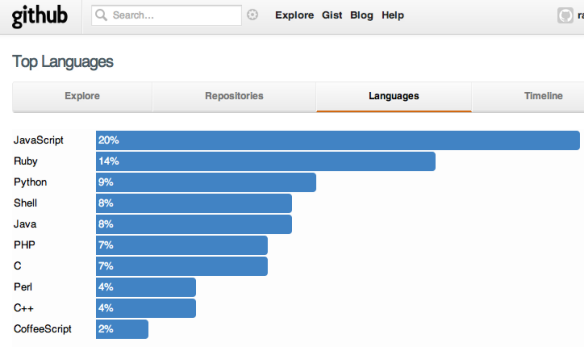 github Search... Explore Gist Blog Help
Top Languages
Explore Repositories Languages Timeline
JavaScript 20%
Ruby 14%
Python 9%
Shell 8%
Java 8%
PHP 7%
C 7%
Perl 4%
C++ 4%
CoffeeScript 2%